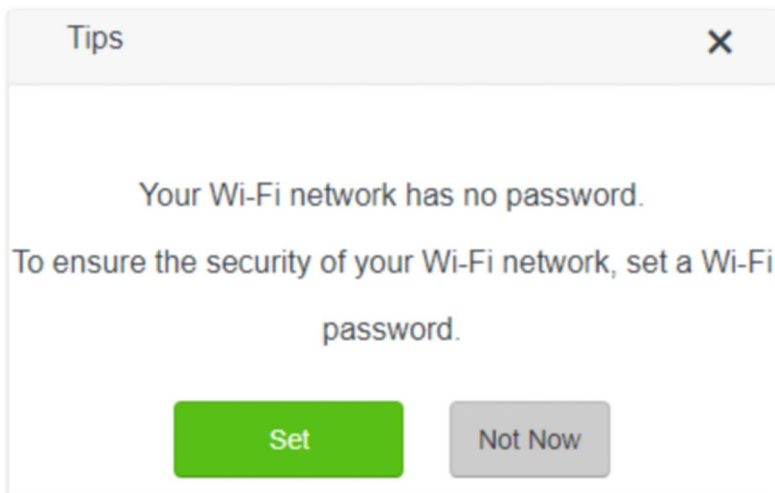 Tips
Your Wi-Fi network has no password.
To ensure the security of your Wi-Fi network, set a Wi-Fi
password.
Set
Not Now